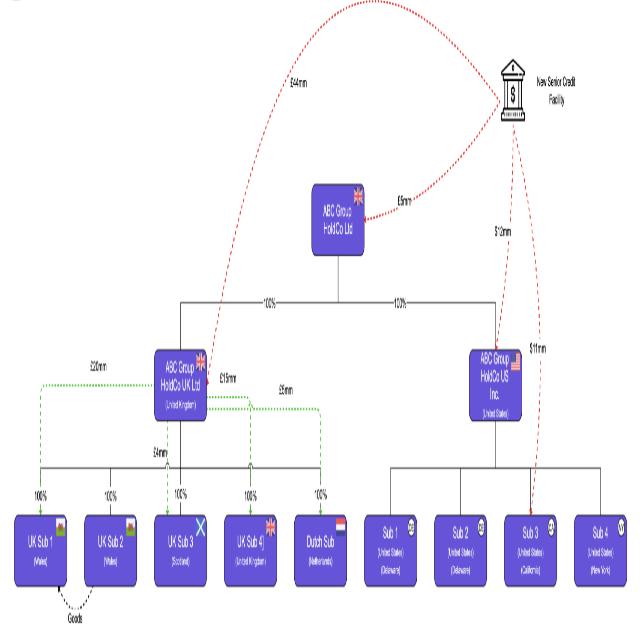 £44mm
$
New Senior Credit
Facility
ABC Group
HoldCo Ltd
£5mm
$12mm
100%
100%
$11mm
ABC Group
HoldCo UK Ltd
(United Kingdom)
ABC Group
HoldCo US
Inc.
(United States)
£20mm
£15mm
£5mm
£4mm
100%
100%
100%
100%
100%
UK Sub 1
(Wales)
UK Sub 2
(Wales)
UK Sub 3
(Scotland)
UK Sub 4]
(United Kingdom)
Dutch Sub
(Netherlands)
Sub 1
(United States)
(Delaware)
Sub 2
(United States)
(Delaware)
Sub 3
(United States)
(California)
Sub 4
(United States)
(New York)
Goods